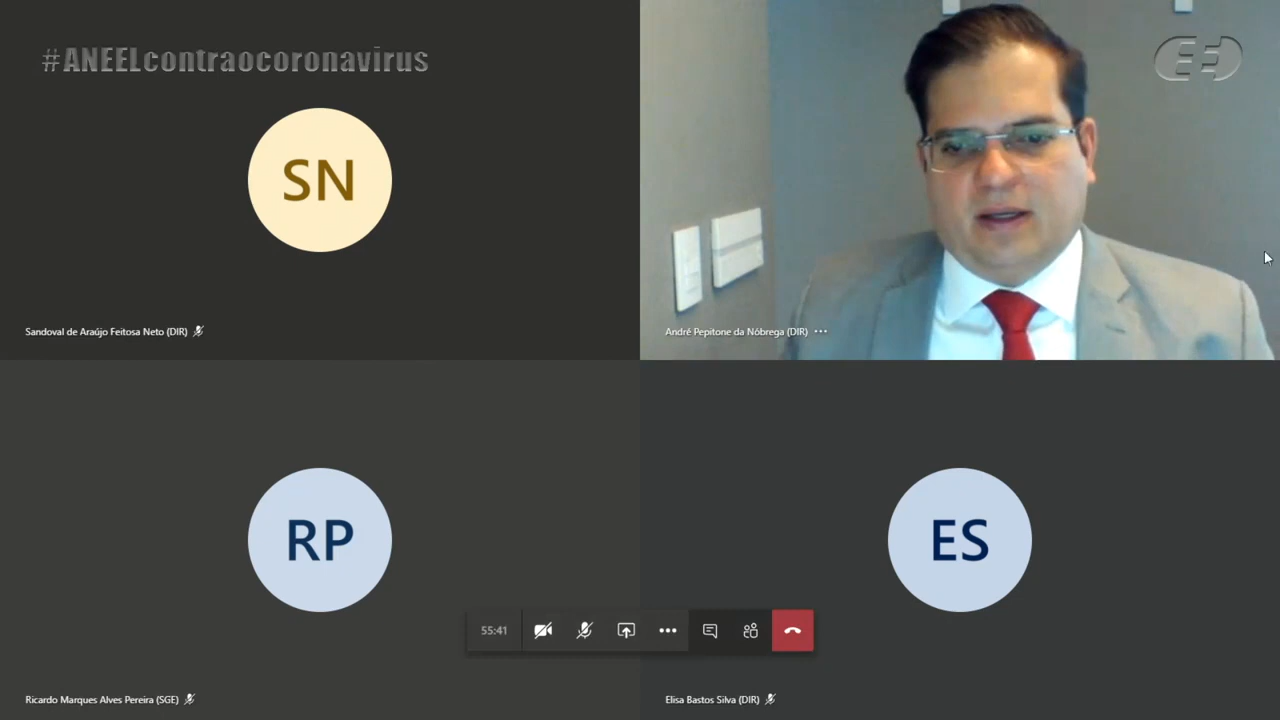 #ANEELcontraocoronavirus
SN
Sandoval de Araújo Feitosa Neto (DIR)
André Pepitone da Nóbrega (DIR)
RP
ES
55:41
Ricardo Marques Alves Pereira (SGE)
Elisa Bastos Silva (DIR)